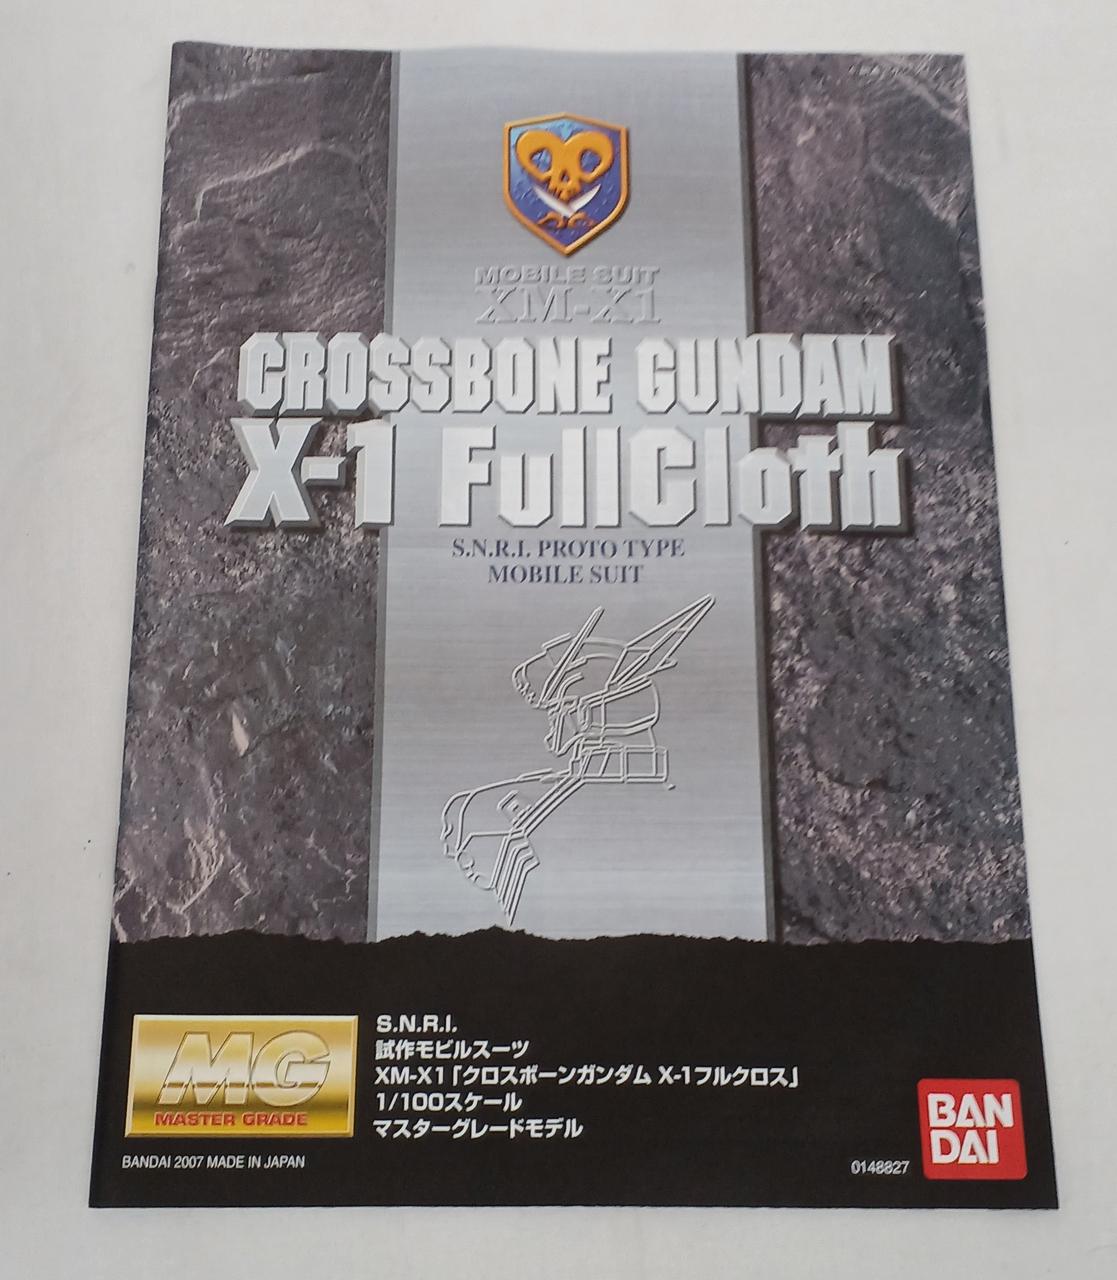 MOBILE SUIT
XM-X1
CROSSBONE GUNDAM
X-1 FullCloth
S.N.R.I. PROTO TYPE
MOBILE SUIT
MG
MASTER GRADE
S.N.R.I.
試作モビルスーツ
XM-X1「クロスボーンガンダム X-1フルクロス」
1/100スケール
マスターグレードモデル
BANDAI 2007 MADE IN JAPAN
0148827
BAN
DAI